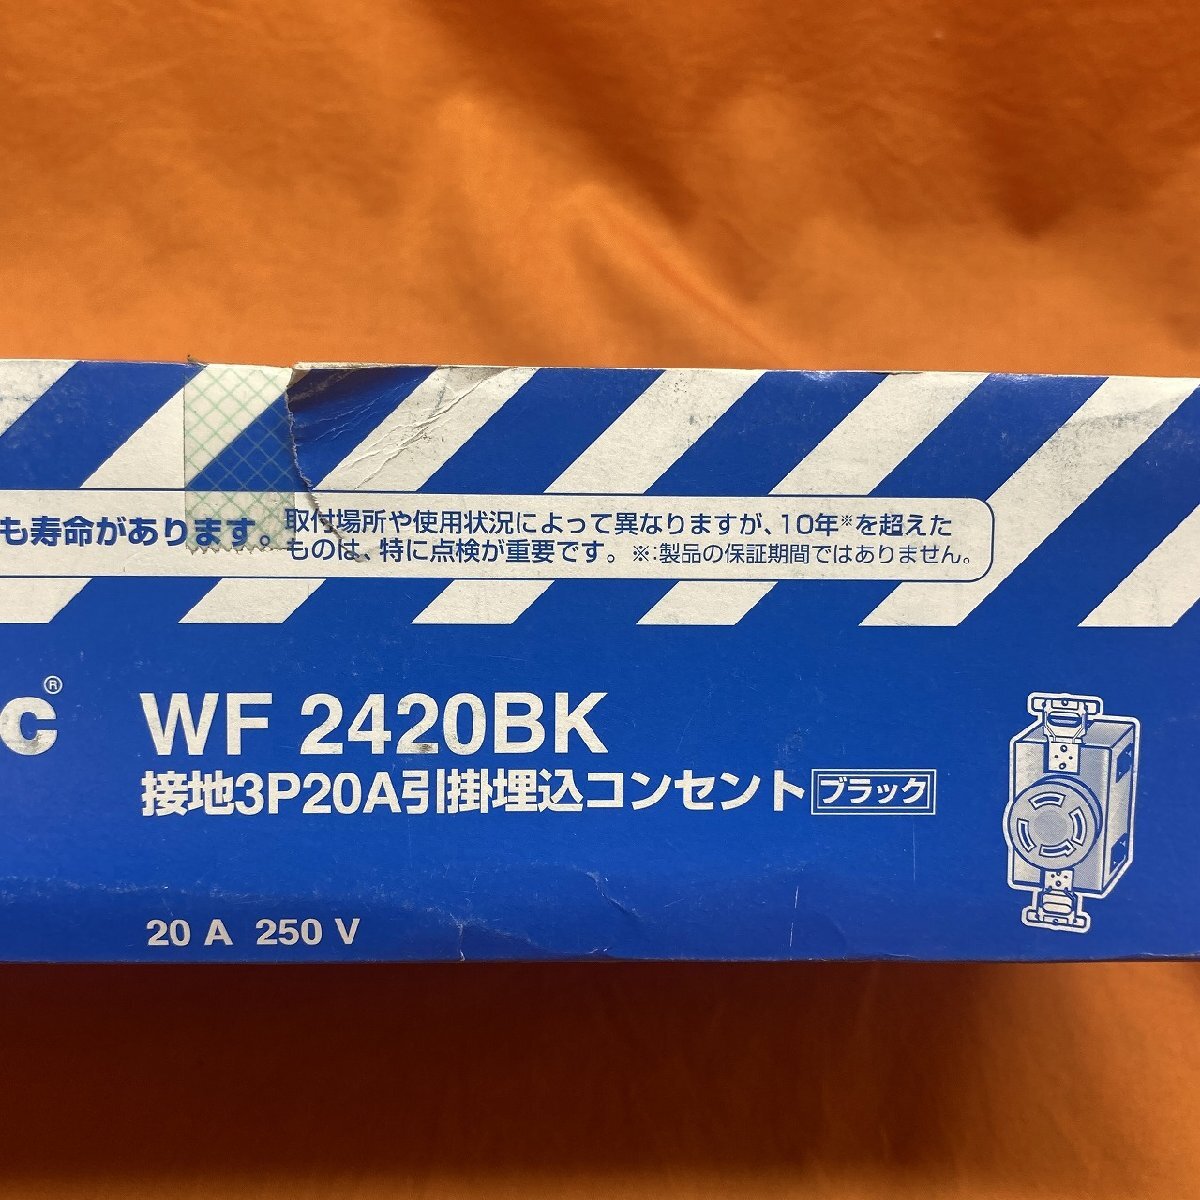 も寿命があります。
取付場所や使用状況によって異なりますが、10年※を超えた
ものは、特に点検が重要です。※:製品の保証期間ではありません。
c®
WF 2420BK
接地3P20A引掛埋込コンセント ブラック
20 A 250 V